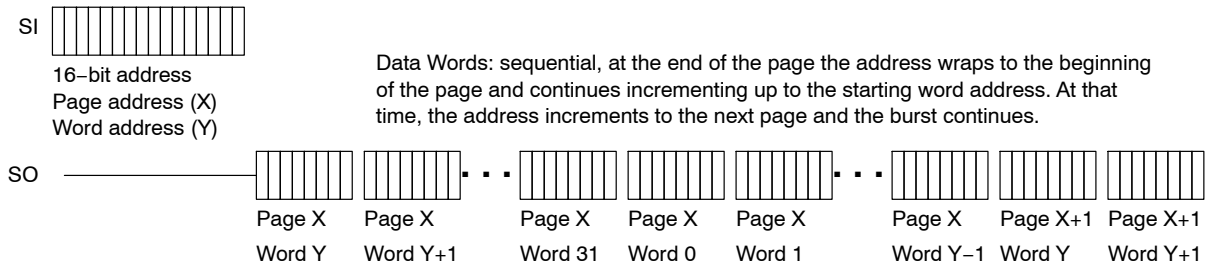 SI
16−bit address
Page address (X)
Word address (Y)
Data Words: sequential, at the end of the page the address wraps to the beginning
of the page and continues incrementing up to the starting word address. At that
time, the address increments to the next page and the burst continues.
SO
Page X Page X Page X Page X Page X Page X Page X+1 Page X+1
Word Y Word Y+1 Word 31 Word 0 Word 1 Word Y−1 Word Y Word Y+1